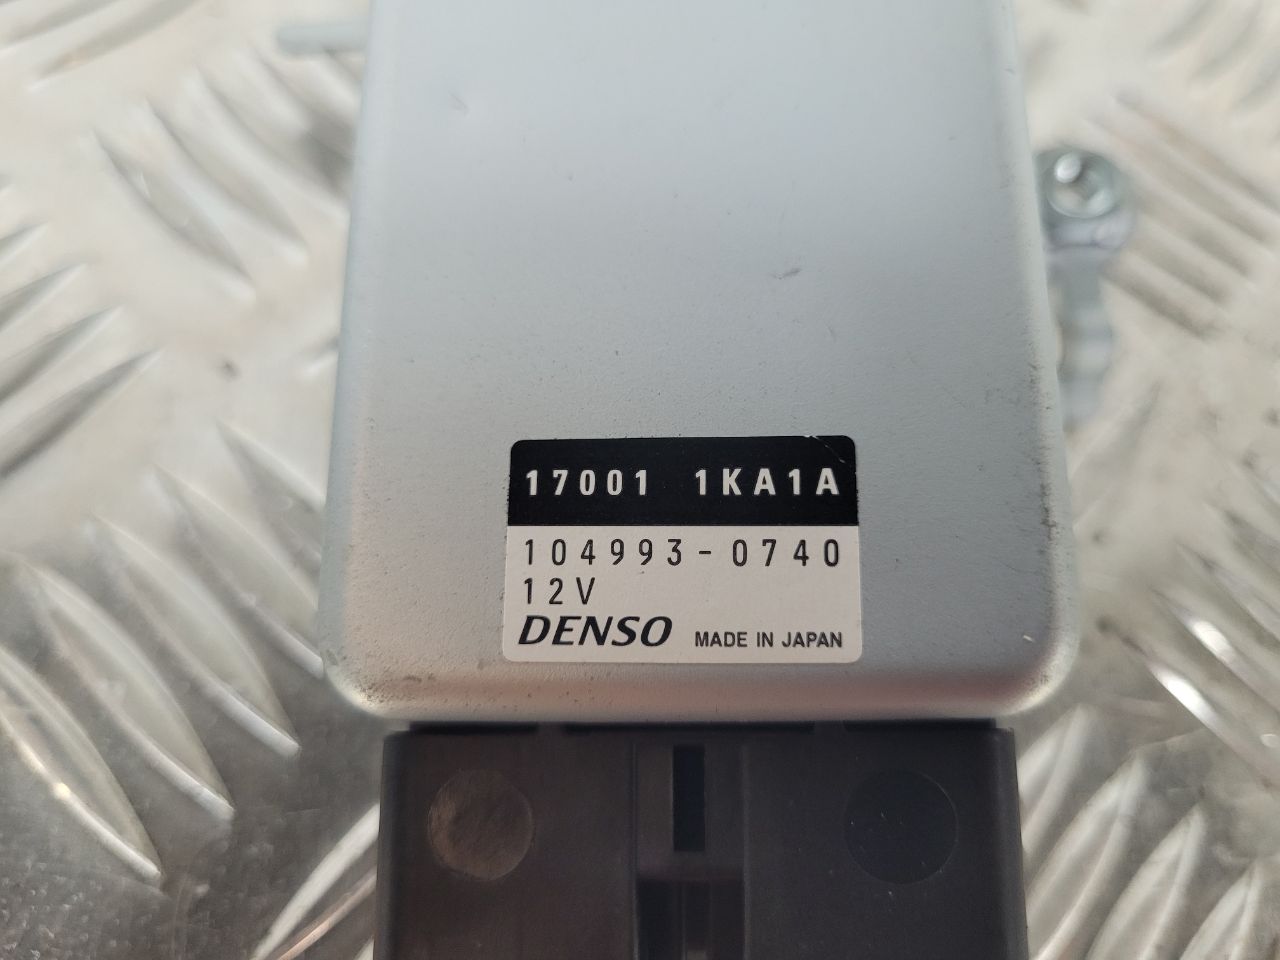 17001 1KA1A
104993-0740
12V
DENSO MADE IN JAPAN